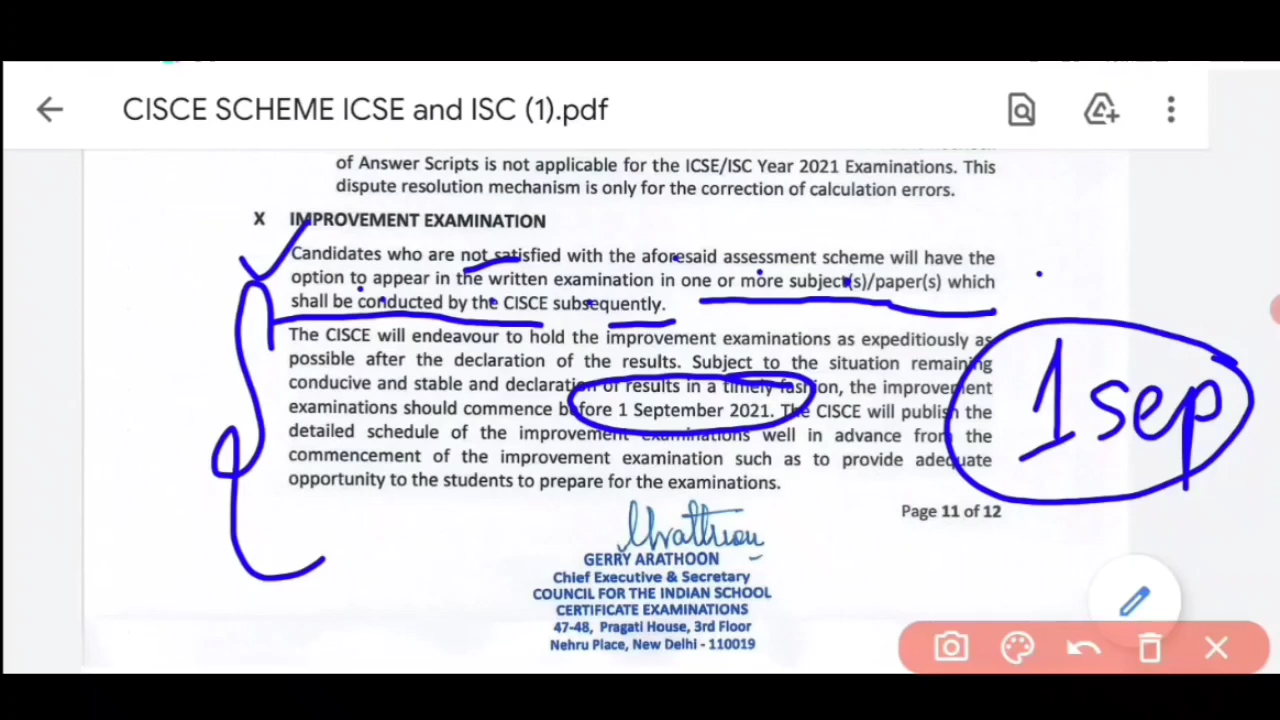 CISCE SCHEME ICSE and ISC (1).pdf
of Answer Scripts is not applicable for the ICSE/ISC Year 2021 Examinations. This
dispute resolution mechanism is only for the correction of calculation errors.
X IMPROVEMENT EXAMINATION
Candidates who are not satisfied with the aforesaid assessment scheme will have the
option to appear in the written examination in one or more subject(s)/paper(s) which
shall be conducted by the CISCE subsequently.
The CISCE will endeavour to hold the improvement examinations as expeditiously as
possible after the declaration of the results. Subject to the situation remaining
conducive and stable and declaration of results in a timely fashion, the improvement
examinations should commence before 1 September 2021. The CISCE will publish the
detailed schedule of the improvement examinations well in advance from the
commencement of the improvement examination such as to provide adequate
opportunity to the students to prepare for the examinations.
1 sep
Page 11 of 12
GERRY ARATHOON
Chief Executive & Secretary
COUNCIL FOR THE INDIAN SCHOOL
CERTIFICATE EXAMINATIONS
47-48, Pragati House, 3rd Floor
Nehru Place, New Delhi - 110019